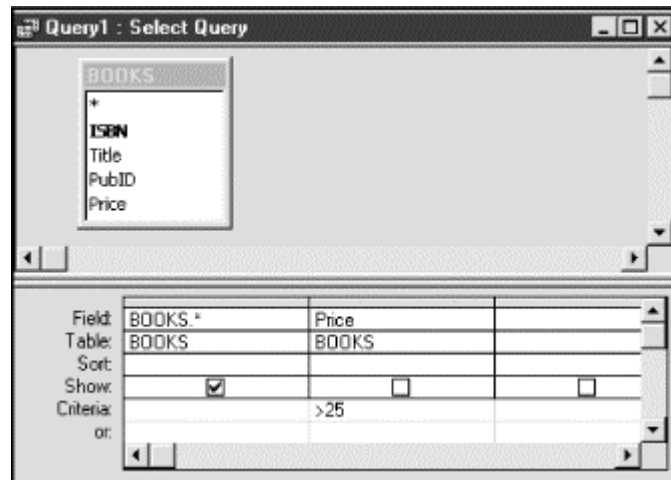 Query1 : Select Query
BOOKS
*
ISBN
Title
PubID
Price
Field: BOOKS.* Price
Table: BOOKS BOOKS
Sort:
Show:
Criteria: >25
or: